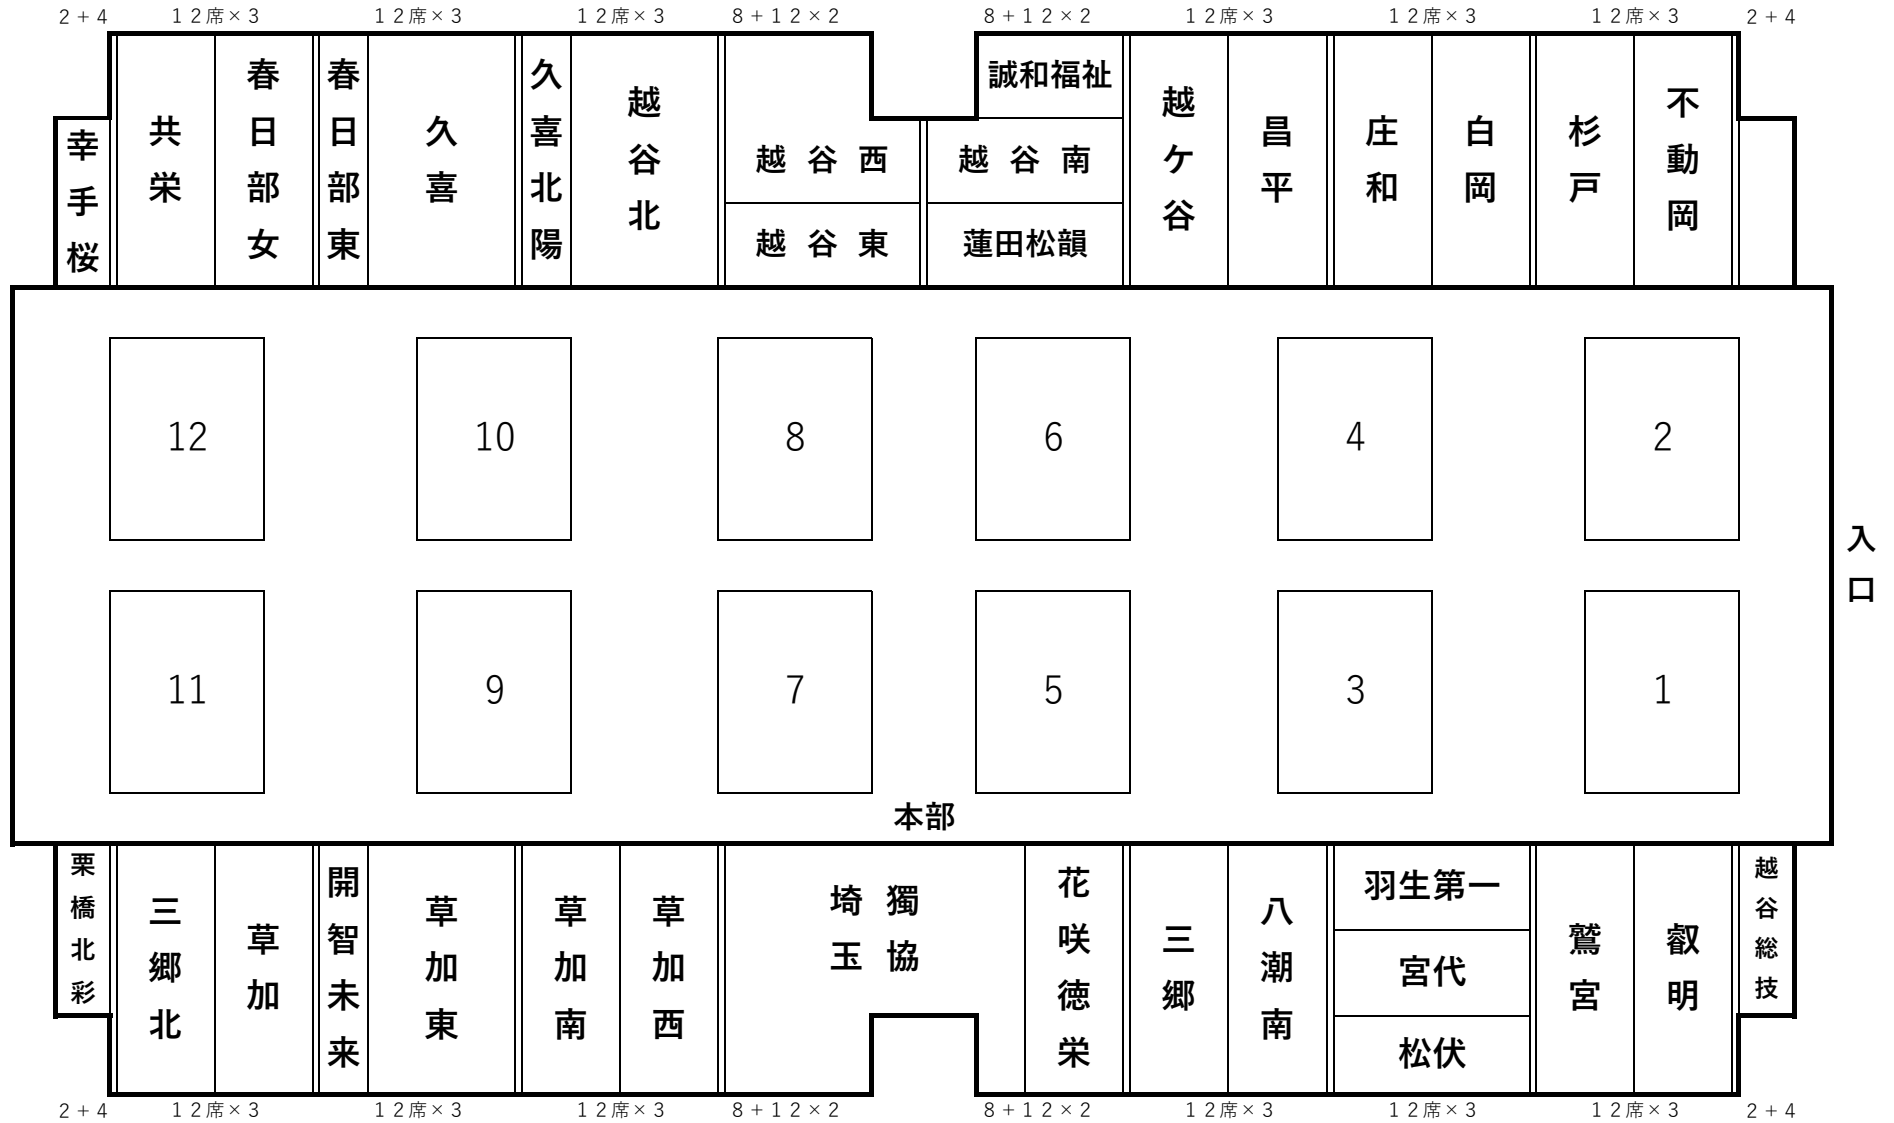 2+4
12席×3
12席×3
12席×3
8+12×2
8+12×2
12席×3
12席×3
12席×3
2+4
幸手桜
共栄
春日部女
春日部東
久喜
久喜北陽
越谷北
越谷西
越谷東
誠和福祉
越谷南
蓮田松韻
越ケ谷
昌平
庄和
白岡
杉戸
不動岡
12
10
8
6
4
2
入口
11
9
7
5
3
1
本部
栗橋北彩
三郷北
草加
開智未来
草加東
草加南
草加西
獨協
埼玉
花咲徳栄
三郷
八潮南
羽生第一
宮代
松伏
鷲宮
叡明
越谷総技
2+4
12席×3
12席×3
12席×3
8+12×2
8+12×2
12席×3
12席×3
12席×3
2+4